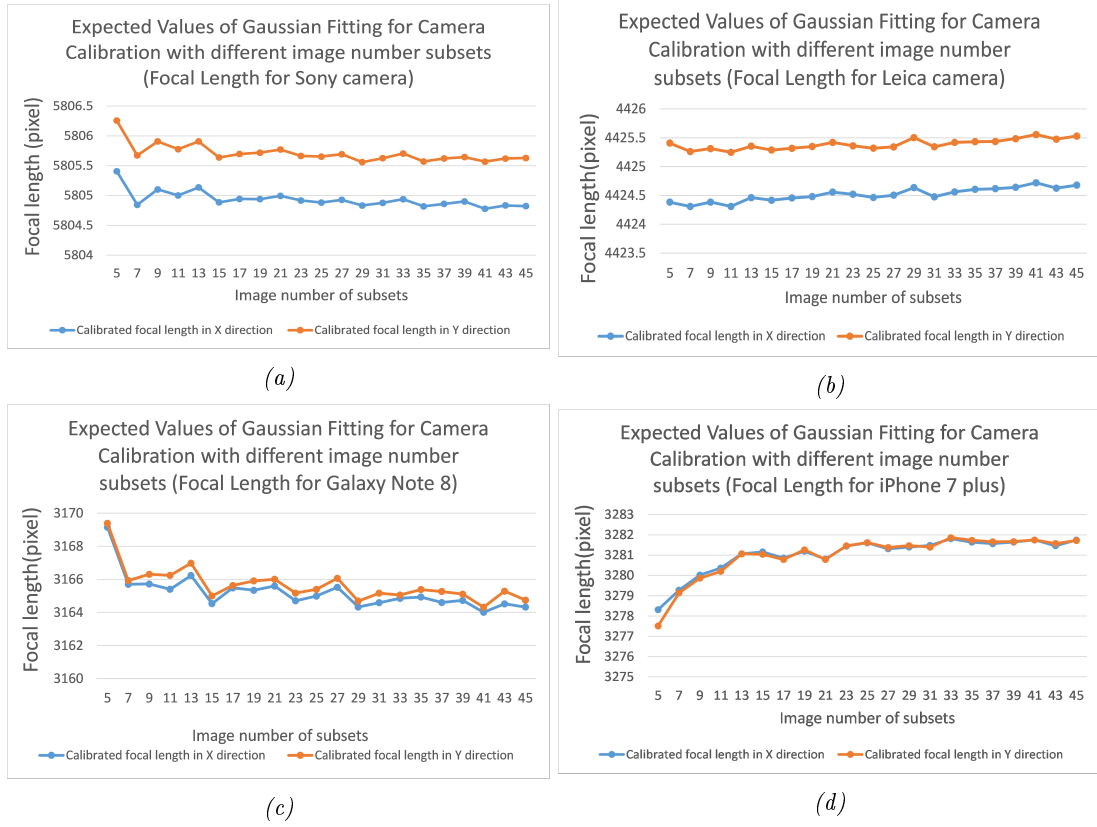 Expected Values of Gaussian Fitting for Camera
Calibration with different image number subsets
(Focal Length for Sony camera)
Focal length (pixel)
5806.5
5806
5805.5
5805
5804.5
5804
5 7 9 11 13 15 17 19 21 23 25 27 29 31 33 35 37 39 41 43 45
Image number of subsets
Calibrated focal length in X direction Calibrated focal length in Y direction
(a)
Expected Values of Gaussian Fitting for Camera
Calibration with different image number
subsets (Focal Length for Leica camera)
Focal length(pixel)
4426
4425.5
4425
4424.5
4424
4423.5
5 7 9 11 13 15 17 19 21 23 25 27 29 31 33 35 37 39 41 43 45
Image number of subsets
Calibrated focal length in X direction Calibrated focal length in Y direction
(b)
Expected Values of Gaussian Fitting for Camera
Calibration with different image number
subsets (Focal Length for Galaxy Note 8)
Focal length(pixel)
3170
3168
3166
3164
3162
3160
5 7 9 11 13 15 17 19 21 23 25 27 29 31 33 35 37 39 41 43 45
Image number of subsets
Calibrated focal length in X direction Calibrated focal length in Y direction
(c)
Expected Values of Gaussian Fitting for Camera
Calibration with different image number
subsets (Focal Length for iPhone 7 plus)
Focal length(pixel)
3283
3282
3281
3280
3279
3278
3277
3276
3275
5 7 9 11 13 15 17 19 21 23 25 27 29 31 33 35 37 39 41 43 45
Image number of subsets
Calibrated focal length in X direction Calibrated focal length in Y direction
(d)